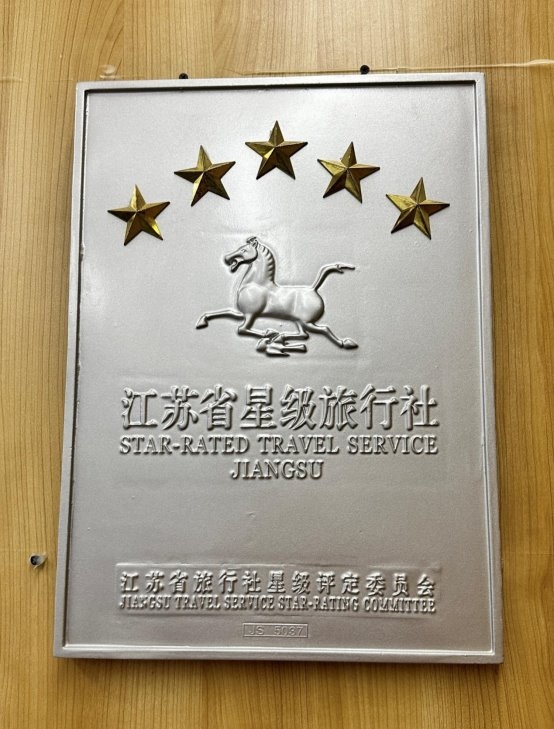 江苏省星级旅行社
STAR-RATED TRAVEL SERVICE
JIANGSU
江苏省旅行社星级评定委员会
JIANGSU TRAVEL SERVICE STAR-RATING COMMITTEE
JS 5087